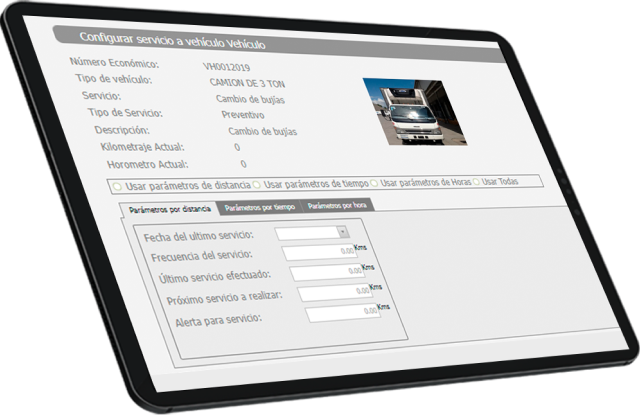 Configurar servicio a vehículo Vehículo
Número Económico: VH0012019
Tipo de vehículo: CAMION DE 3 TON
Servicio: Cambio de bujías
Tipo de Servicio: Preventivo
Descripción: Cambio de bujías
Kilometraje Actual: 0
Horometro Actual: 0
Usar parámetros de distancia Usar parámetros de tiempo Usar parámetros de Horas Usar Todas
Parámetros por distancia Parámetros por tiempo Parámetros por hora
Fecha del ultimo servicio:
Frecuencia del servicio: 0.00 Kms
Último servicio efectuado: 0.00 Kms
Próximo servicio a realizar: 0.00 Kms
Alerta para servicio: 0.00 Kms